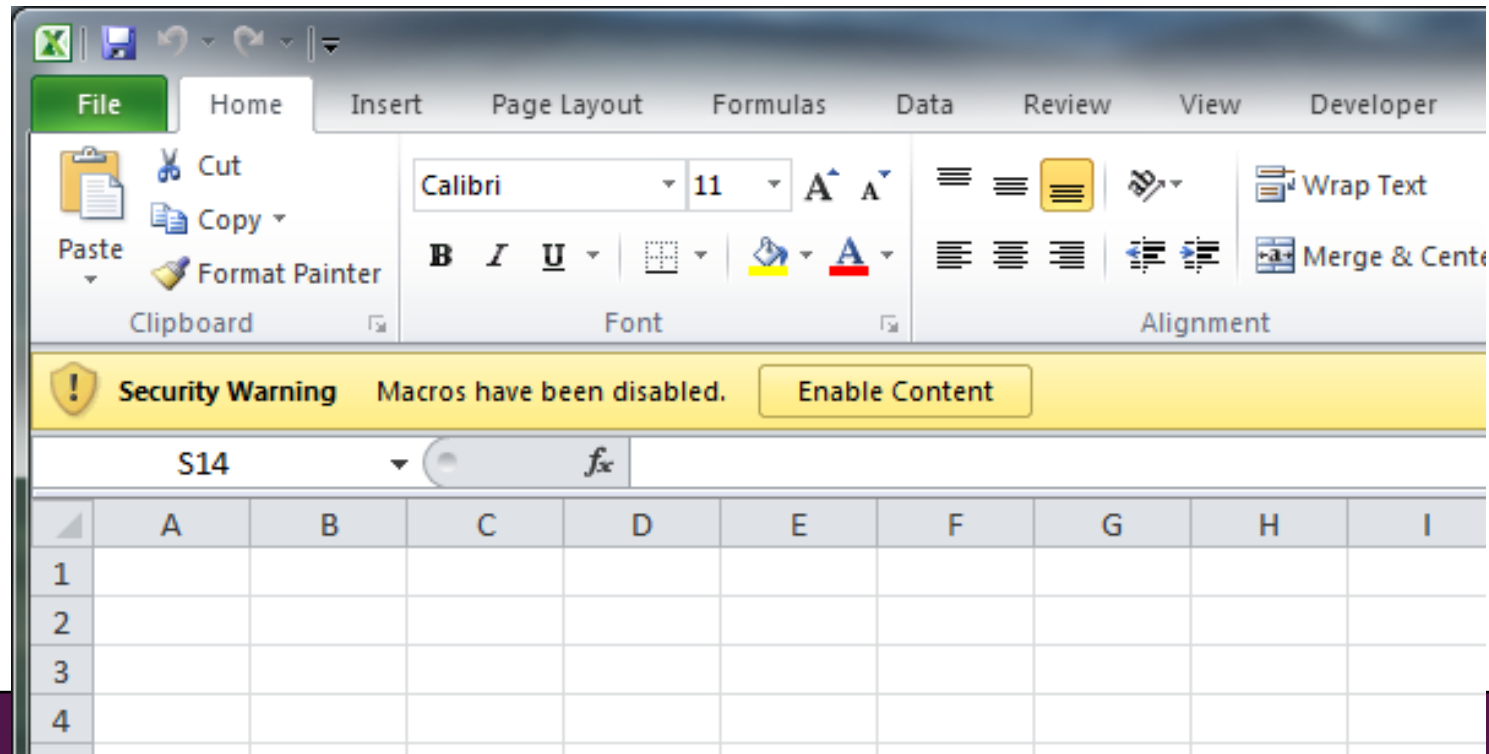 File Home Insert Page Layout Formulas Data Review View Developer
Cut
Copy
Paste
Format Painter
Clipboard
Calibri 11 A A
B I U A
Font
Wrap Text
Merge & Cente
Alignment
Security Warning Macros have been disabled. Enable Content
S14 fx
A B C D E F G H I
1
2
3
4